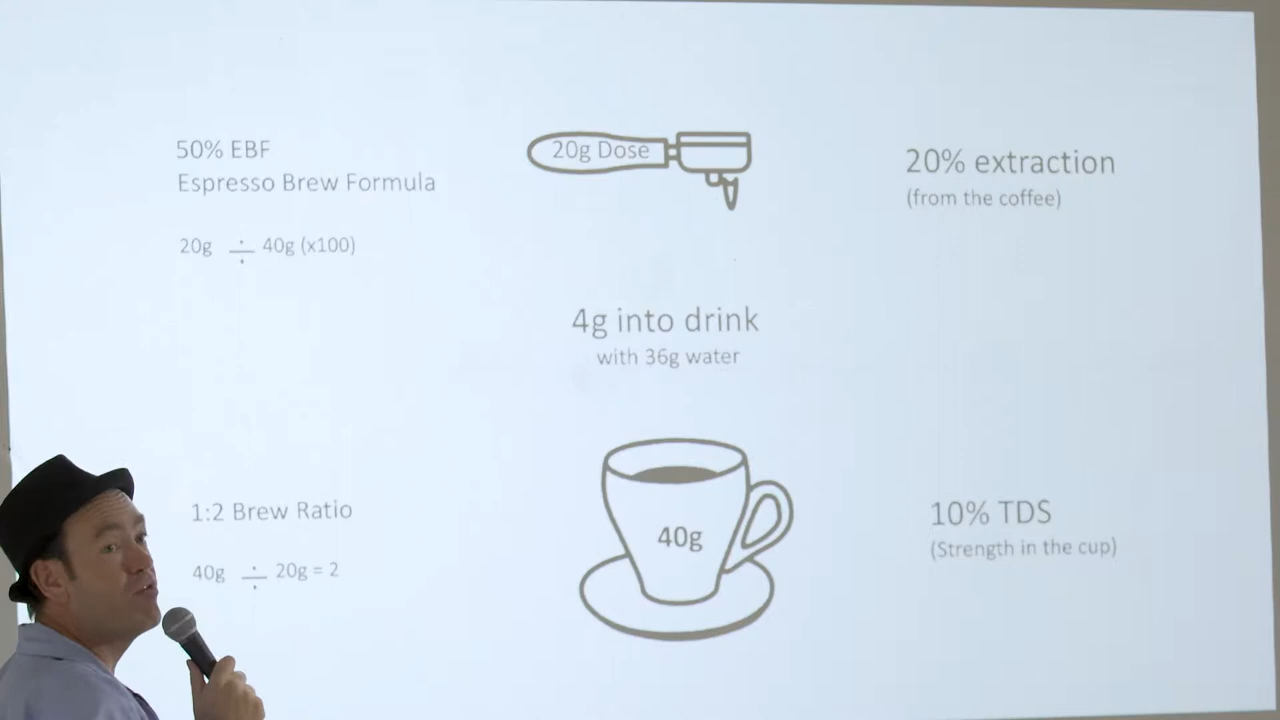 50% EBF
Espresso Brew Formula
20g ÷ 40g (x100)
20g Dose
20% extraction
(from the coffee)
4g into drink
with 36g water
1:2 Brew Ratio
40g ÷ 20g = 2
40g
10% TDS
(Strength in the cup)